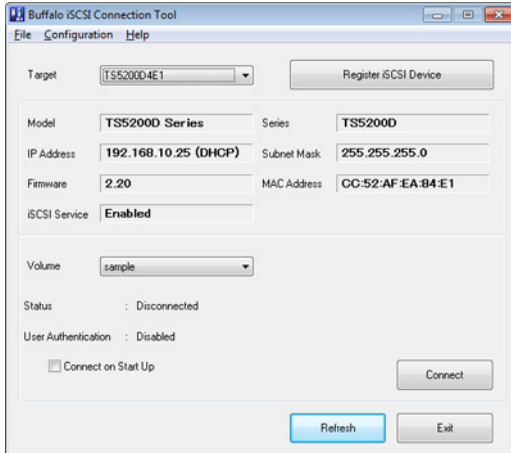 Buffalo iSCSI Connection Tool
File Configuration Help
Target TS5200D4E1 Register iSCSI Device
Model TS5200D Series Series TS5200D
IP Address 192.168.10.25 (DHCP) Subnet Mask 255.255.255.0
Firmware 2.20 MAC Address CC:52:AF:EA:84:E1
iSCSI Service Enabled
Volume sample
Status : Disconnected
User Authentication : Disabled
Connect on Start Up
Connect
Refresh Exit